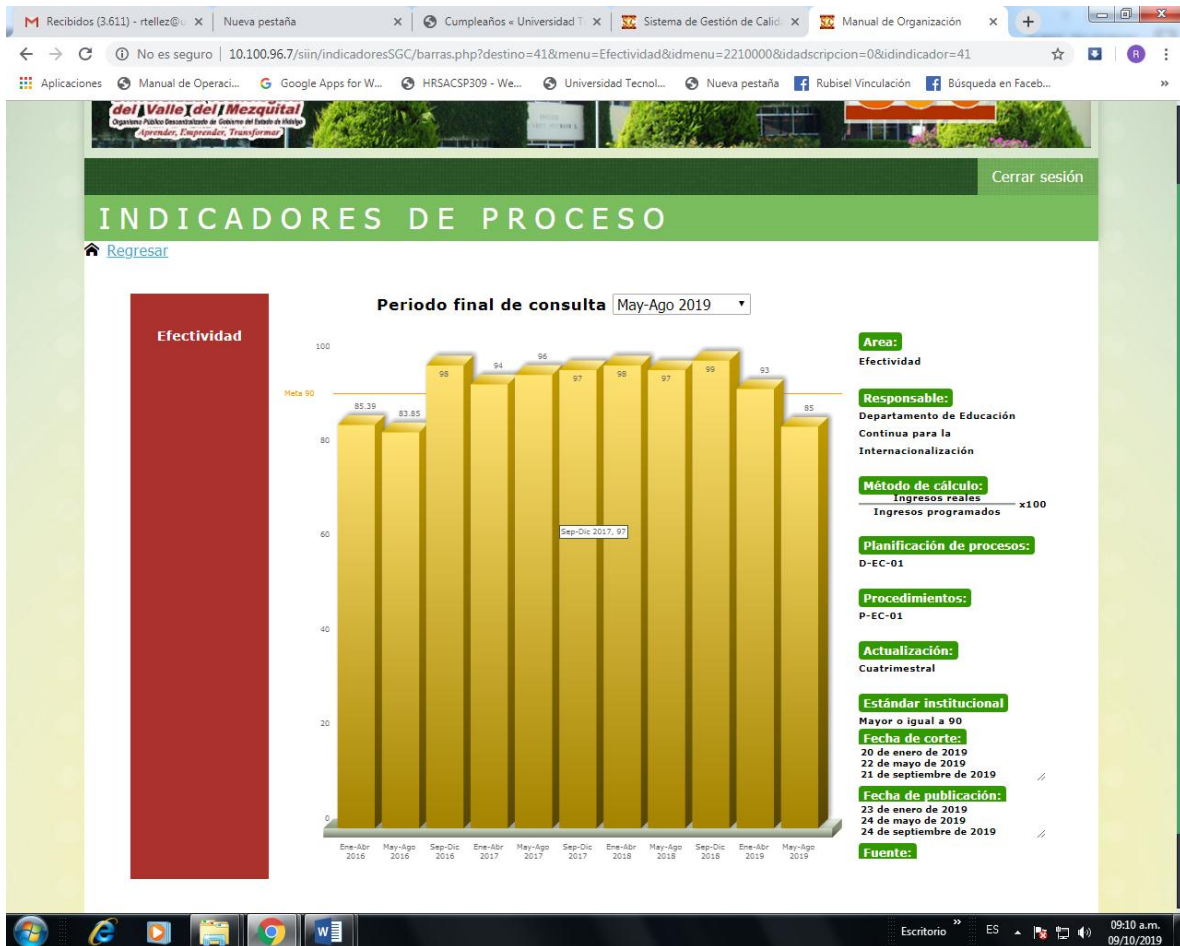 Recibidos (3.611) - rtellez@u
Nueva pestaña
Cumpleaños « Universidad T
Sistema de Gestión de Calid
Manual de Organización
No es seguro | 10.100.96.7/siin/indicadoresSGC/barras.php?destino=41&menu=Efectividad&idmenu=2210000&idadscripcion=0&idindicador=41
R
Aplicaciones
Manual de Operaci...
Google Apps for W...
HRSACSP309 - We...
Universidad Tecnol...
Nueva pestaña
Rubisel Vinculación
Búsqueda en Faceb...
»
del Valle del Mezquital
Organismo Público Descentralizado de Gobierno del Estado de Hidalgo
Aprender, Emprender, Transformar
Cerrar sesión
INDICADORES DE PROCESO
Regresar
Efectividad
Periodo final de consulta May-Ago 2019
100
Meta 90
80
60
40
20
0
85.39
83.85
98
94
96
97
98
97
99
93
85
Sep-Dic 2017, 97
Ene-Abr 2016
May-Ago 2016
Sep-Dic 2016
Ene-Abr 2017
May-Ago 2017
Sep-Dic 2017
Ene-Abr 2018
May-Ago 2018
Sep-Dic 2018
Ene-Abr 2019
May-Ago 2019
Area:
Efectividad
Responsable:
Departamento de Educación
Continua para la
Internacionalización
Método de cálculo:
Ingresos reales
x100
Ingresos programados
Planificación de procesos:
D-EC-01
Procedimientos:
P-EC-01
Actualización:
Cuatrimestral
Estándar institucional
Mayor o igual a 90
Fecha de corte:
20 de enero de 2019
22 de mayo de 2019
21 de septiembre de 2019
Fecha de publicación:
23 de enero de 2019
24 de mayo de 2019
24 de septiembre de 2019
Fuente:
Escritorio
»
ES
09:10 a.m.
09/10/2019